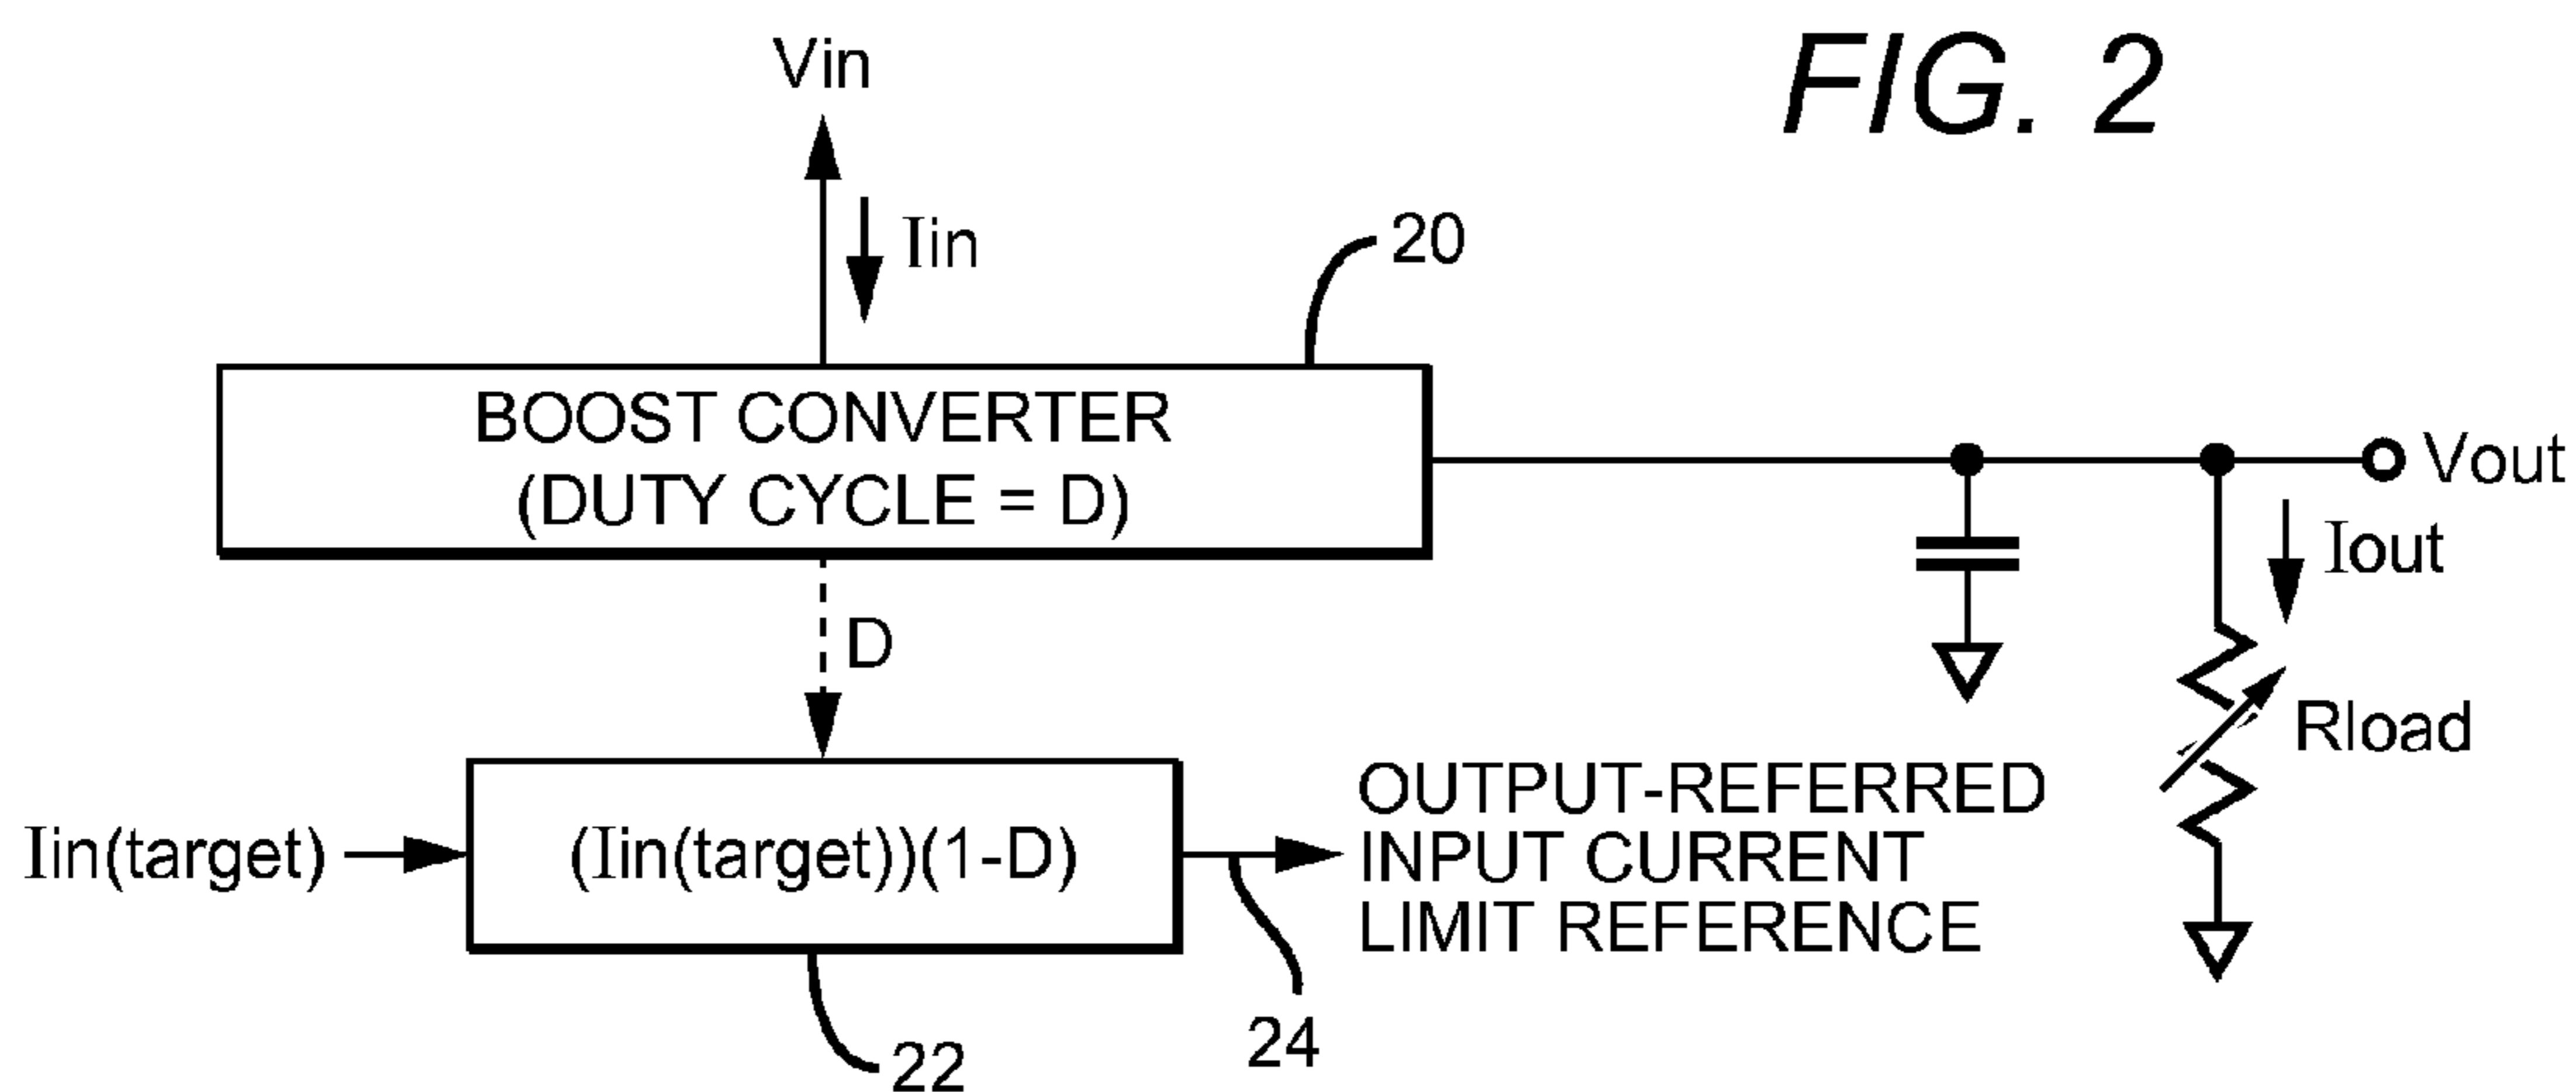 FIG. 2
Vin
Iin
20
BOOST CONVERTER
(DUTY CYCLE = D)
Vout
Iout
D
Rload
Iin(target)
(Iin(target))(1-D)
OUTPUT-REFERRED
INPUT CURRENT
LIMIT REFERENCE
24
22